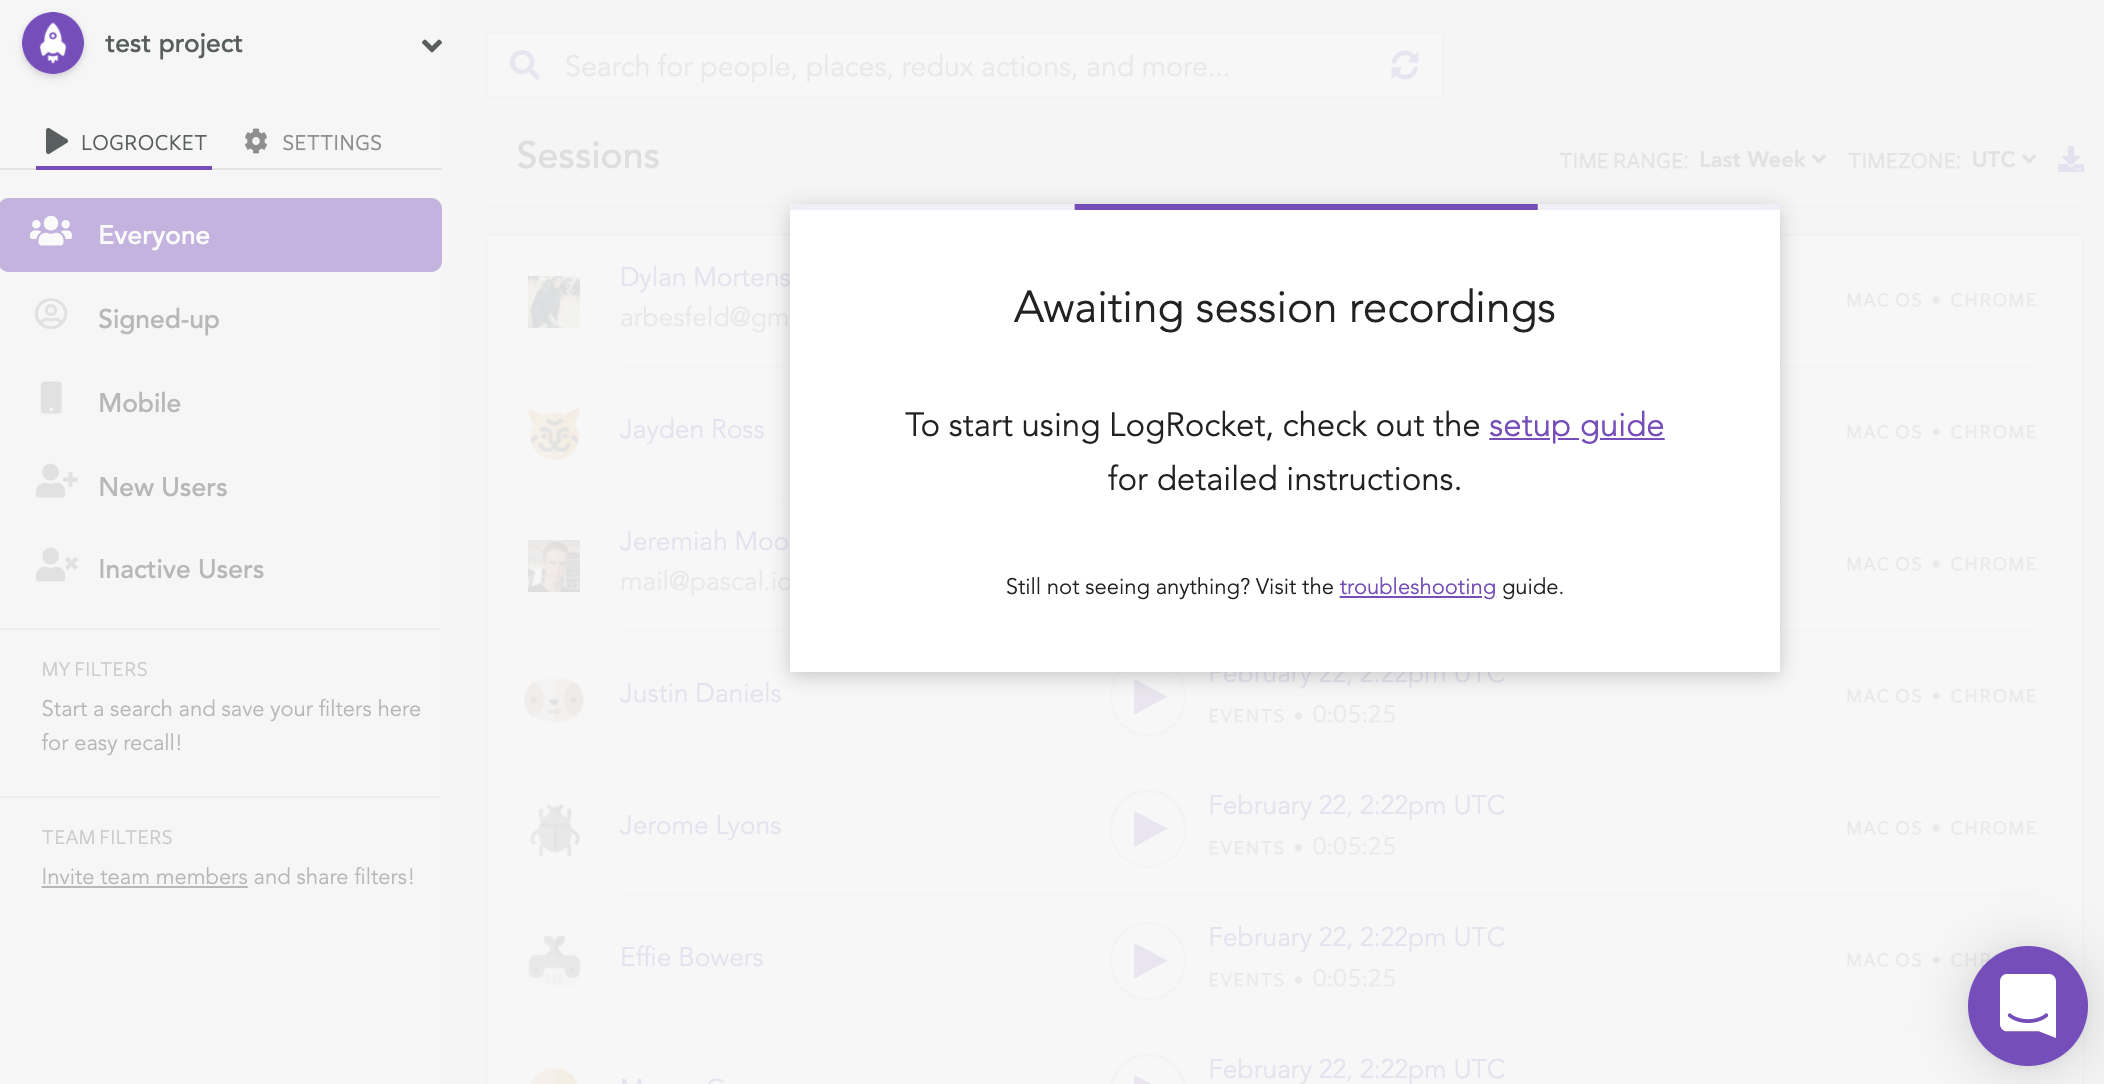 test project
LOGROCKET
SETTINGS
Everyone
Signed-up
Mobile
New Users
Inactive Users
MY FILTERS
Start a search and save your filters here
for easy recall!
TEAM FILTERS
Invite team members and share filters!
Search for people, places, redux actions, and more...
Sessions
TIME RANGE: Last Week
TIMEZONE: UTC
Awaiting session recordings
To start using LogRocket, check out the setup guide
for detailed instructions.
Still not seeing anything? Visit the troubleshooting guide.
Dylan Mortens
arbesfeld@gm
MAC OS • CHROME
Jayden Ross
MAC OS • CHROME
Jeremiah Moo
mail@pascal.io
MAC OS • CHROME
Justin Daniels
February 22, 2:22pm UTC
EVENTS • 0:05:25
MAC OS • CHROME
Jerome Lyons
February 22, 2:22pm UTC
EVENTS • 0:05:25
MAC OS • CHROME
Effie Bowers
February 22, 2:22pm UTC
EVENTS • 0:05:25
MAC OS • CHR
February 22, 2:22pm UTC